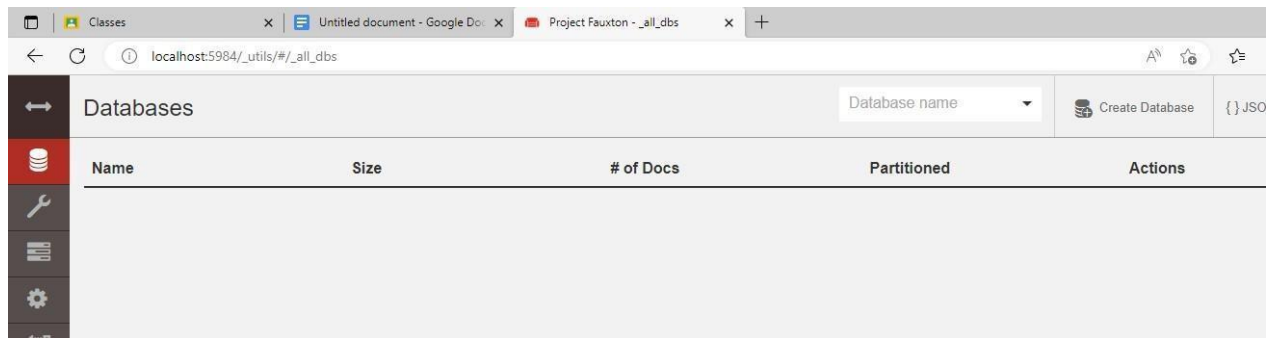 Classes
Untitled document - Google Doc
Project Fauxton - _all_dbs
localhost:5984/_utils/#/_all_dbs
Databases
Database name
Create Database
{ } JSO
Name Size # of Docs Partitioned Actions